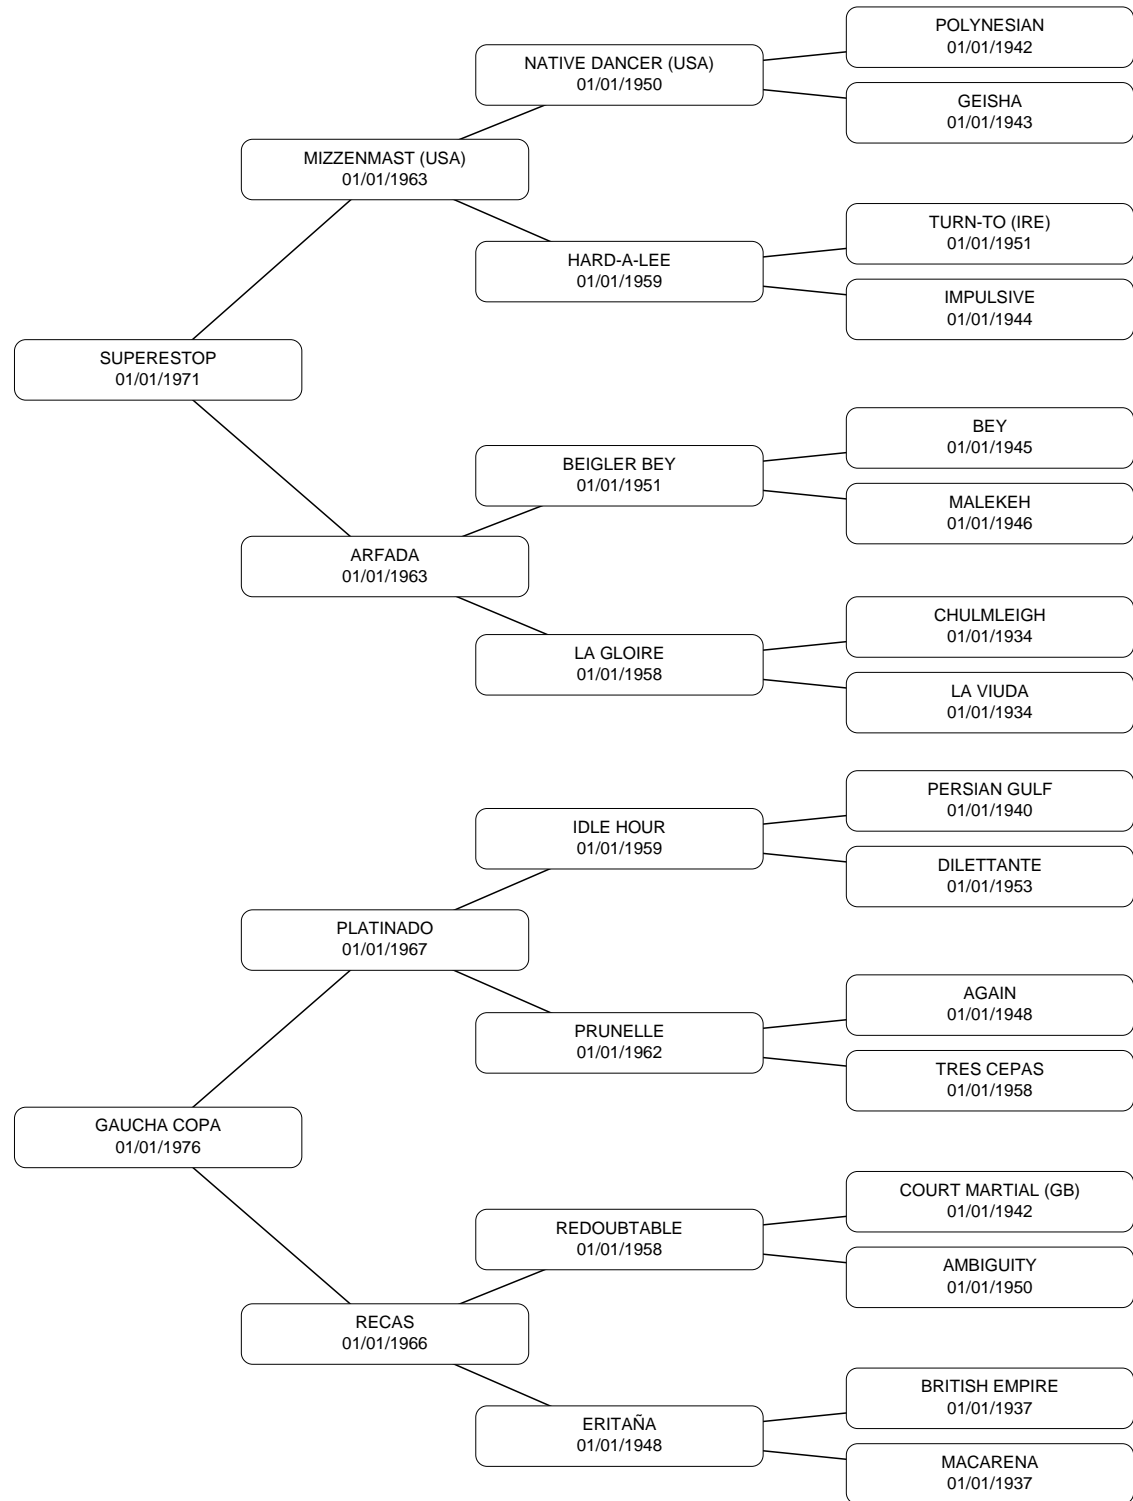 POLYNESIAN
01/01/1942
NATIVE DANCER (USA)
01/01/1950
GEISHA
01/01/1943
MIZZENMAST (USA)
01/01/1963
TURN-TO (IRE)
01/01/1951
HARD-A-LEE
01/01/1959
IMPULSIVE
01/01/1944
SUPERESTOP
01/01/1971
BEY
01/01/1945
BEIGLER BEY
01/01/1951
MALEKEH
01/01/1946
ARFADA
01/01/1963
CHULMLEIGH
01/01/1934
LA GLOIRE
01/01/1958
LA VIUDA
01/01/1934
PERSIAN GULF
01/01/1940
IDLE HOUR
01/01/1959
DILETTANTE
01/01/1953
PLATINADO
01/01/1967
AGAIN
01/01/1948
PRUNELLE
01/01/1962
TRES CEPAS
01/01/1958
GAUCHA COPA
01/01/1976
COURT MARTIAL (GB)
01/01/1942
REDOUBTABLE
01/01/1958
AMBIGUITY
01/01/1950
RECAS
01/01/1966
BRITISH EMPIRE
01/01/1937
ERITAÑA
01/01/1948
MACARENA
01/01/1937